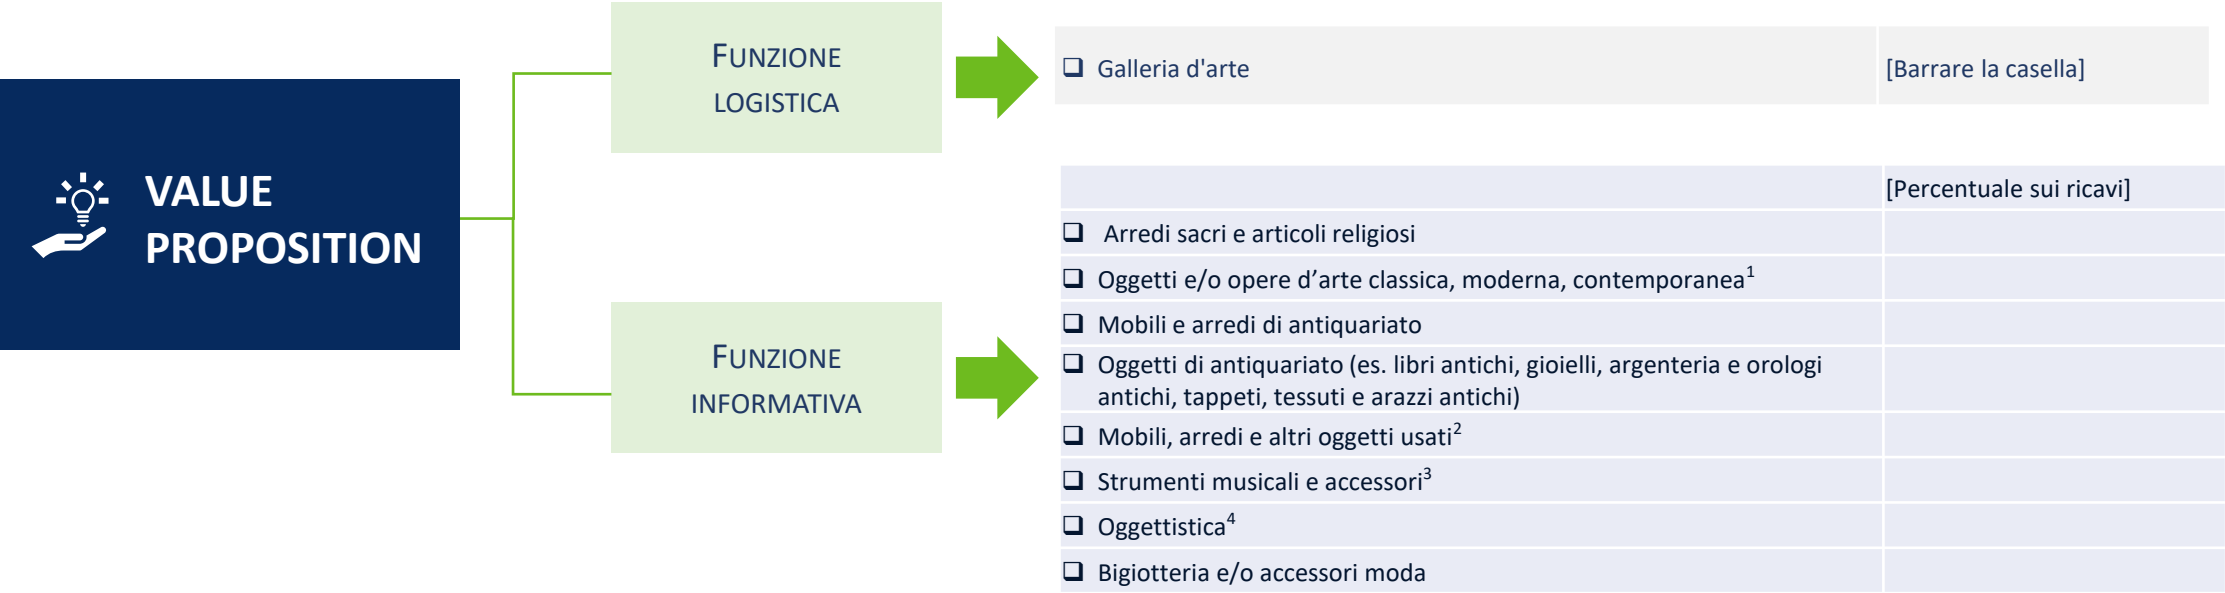 VALUE
PROPOSITION
FUNZIONE
LOGISTICA
❑ Galleria d'arte [Barrare la casella]
FUNZIONE
INFORMATIVA
[Percentuale sui ricavi]
❑ Arredi sacri e articoli religiosi
❑ Oggetti e/o opere d’arte classica, moderna, contemporanea¹
❑ Mobili e arredi di antiquariato
❑ Oggetti di antiquariato (es. libri antichi, gioielli, argenteria e orologi
antichi, tappeti, tessuti e arazzi antichi)
❑ Mobili, arredi e altri oggetti usati²
❑ Strumenti musicali e accessori³
❑ Oggettistica⁴
❑ Bigiotteria e/o accessori moda